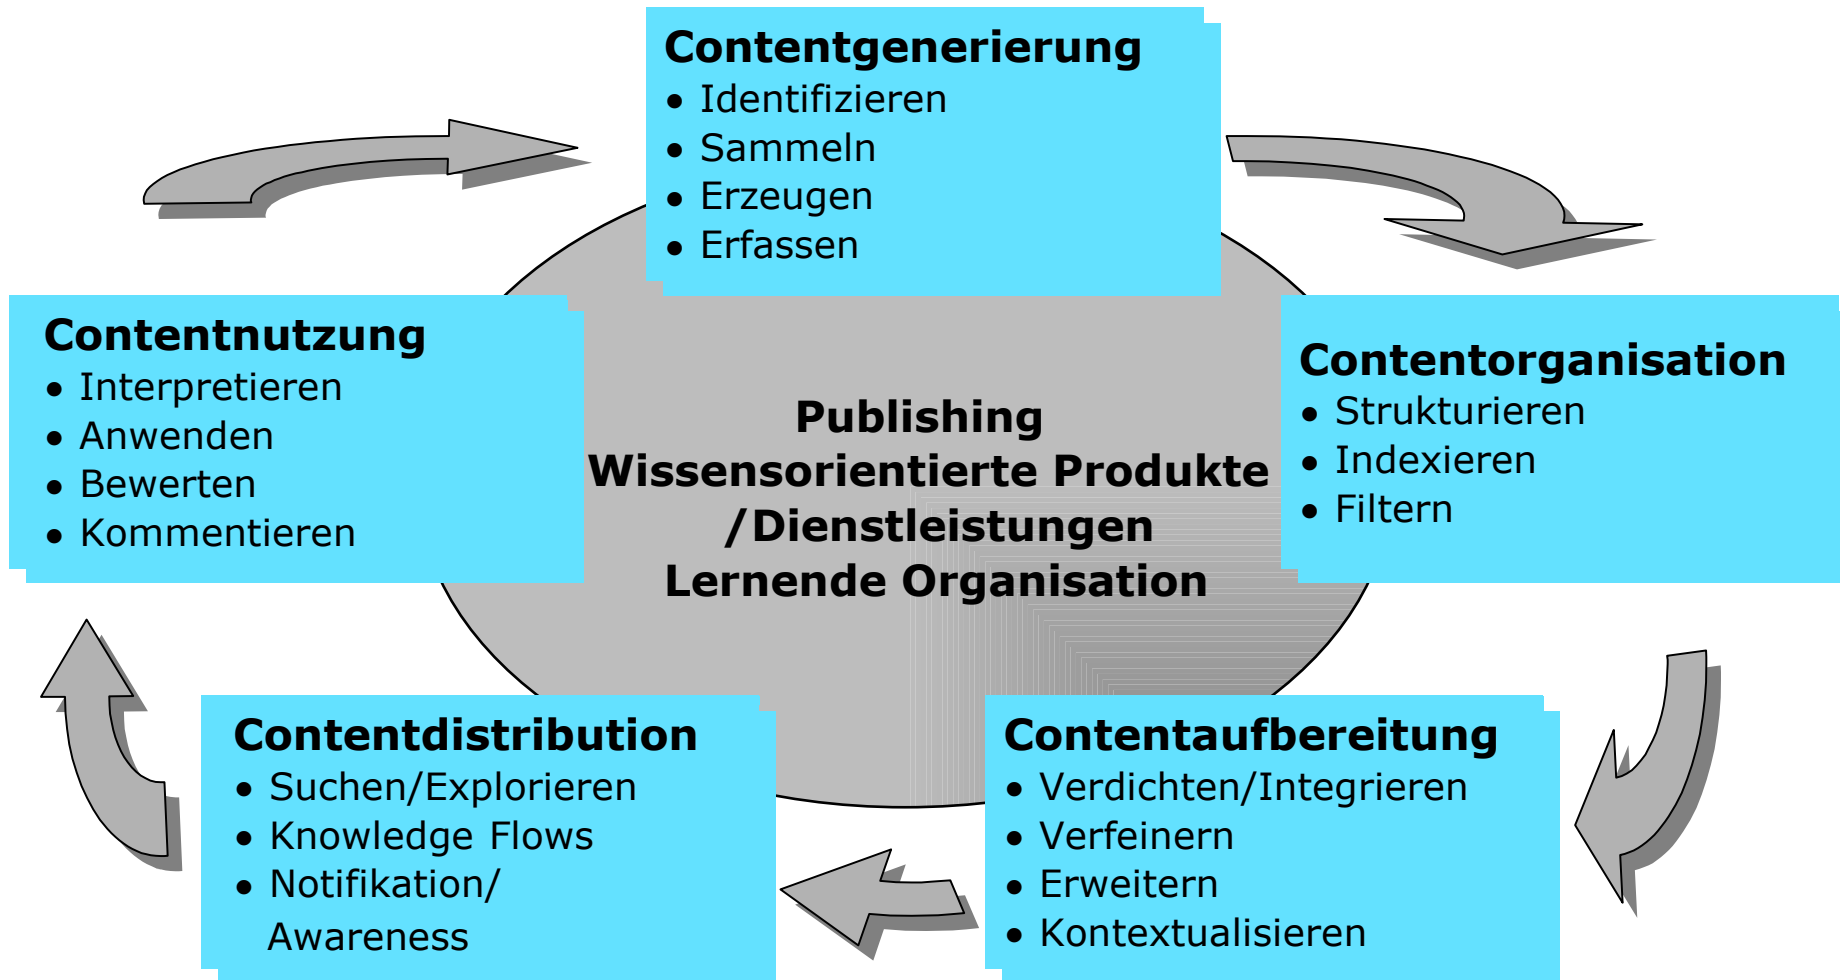 Contentgenerierung
• Identifizieren
• Sammeln
• Erzeugen
• Erfassen
Contentnutzung
• Interpretieren
• Anwenden
• Bewerten
• Kommentieren
Publishing
Wissensorientierte Produkte
/Dienstleistungen
Lernende Organisation
Contentorganisation
• Strukturieren
• Indexieren
• Filtern
Contentdistribution
• Suchen/Explorieren
• Knowledge Flows
• Notifikation/
Awareness
Contentaufbereitung
• Verdichten/Integrieren
• Verfeinern
• Erweitern
• Kontextualisieren